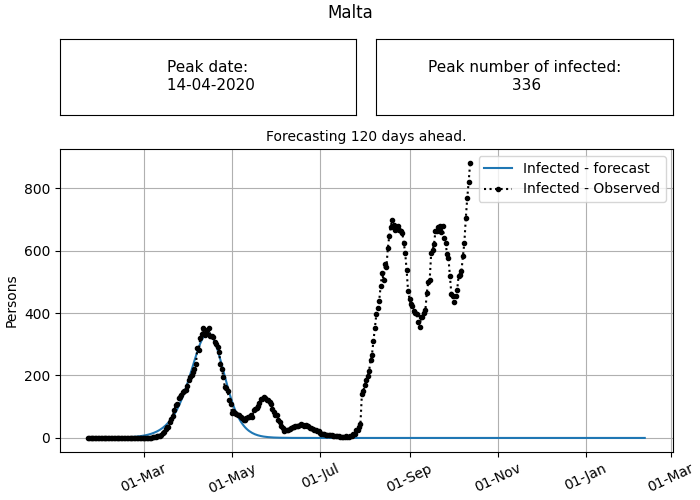 Malta
Peak date:
14-04-2020
Peak number of infected:
336
Forecasting 120 days ahead.
Infected - forecast
Infected - Observed
Persons
800
600
400
200
0
01-Mar
01-May
01-Jul
01-Sep
01-Nov
01-Jan
01-Mar